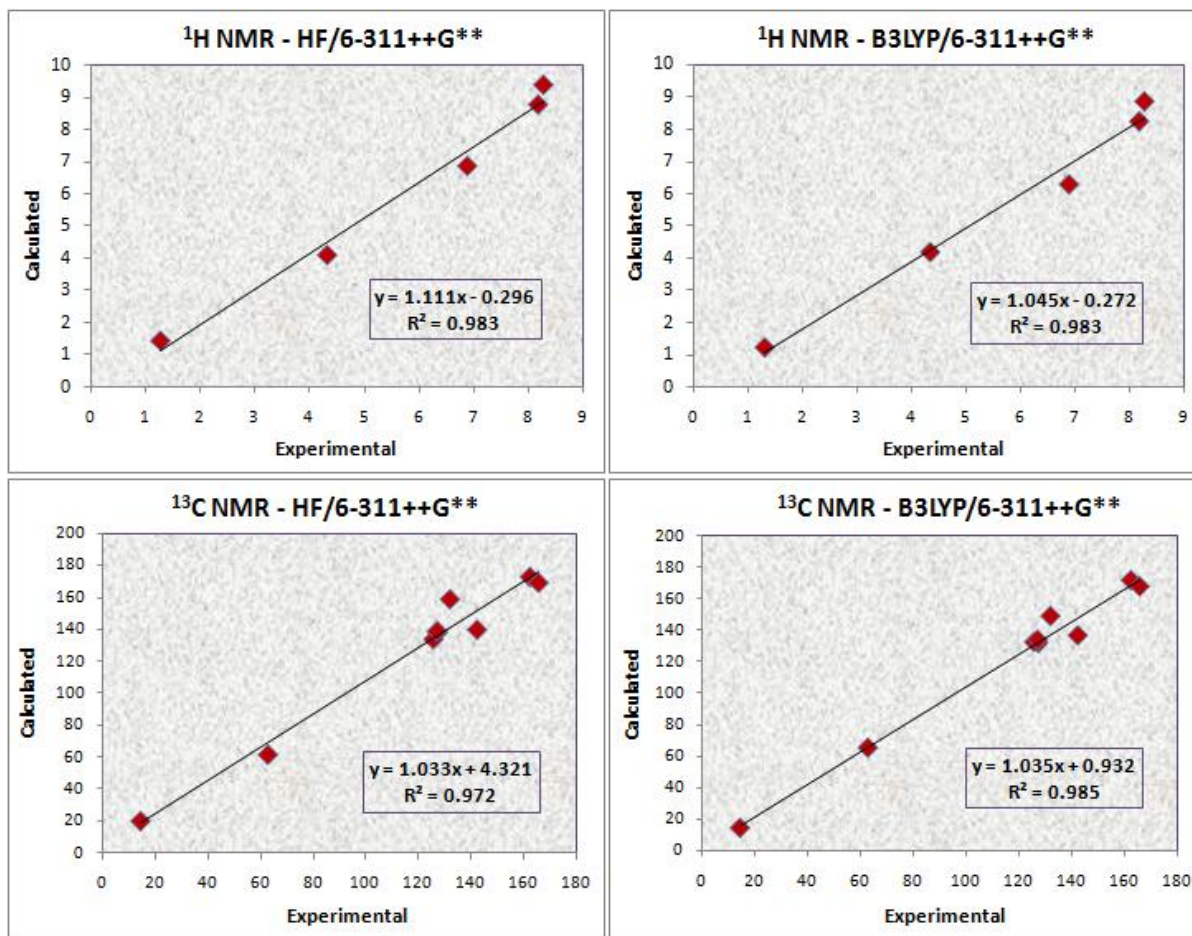 ¹H NMR - HF/6-311++G**
10
9
8
7
6
5
4
3
2
1
0
Calculated
y = 1.111x - 0.296
R² = 0.983
0 1 2 3 4 5 6 7 8 9
Experimental
¹H NMR - B3LYP/6-311++G**
10
9
8
7
6
5
4
3
2
1
0
Calculated
y = 1.045x - 0.272
R² = 0.983
0 1 2 3 4 5 6 7 8 9
Experimental
¹³C NMR - HF/6-311++G**
200
180
160
140
120
100
80
60
40
20
0
Calculated
y = 1.033x + 4.321
R² = 0.972
0 20 40 60 80 100 120 140 160 180
Experimental
¹³C NMR - B3LYP/6-311++G**
200
180
160
140
120
100
80
60
40
20
0
Calculated
y = 1.035x + 0.932
R² = 0.985
0 20 40 60 80 100 120 140 160 180
Experimental